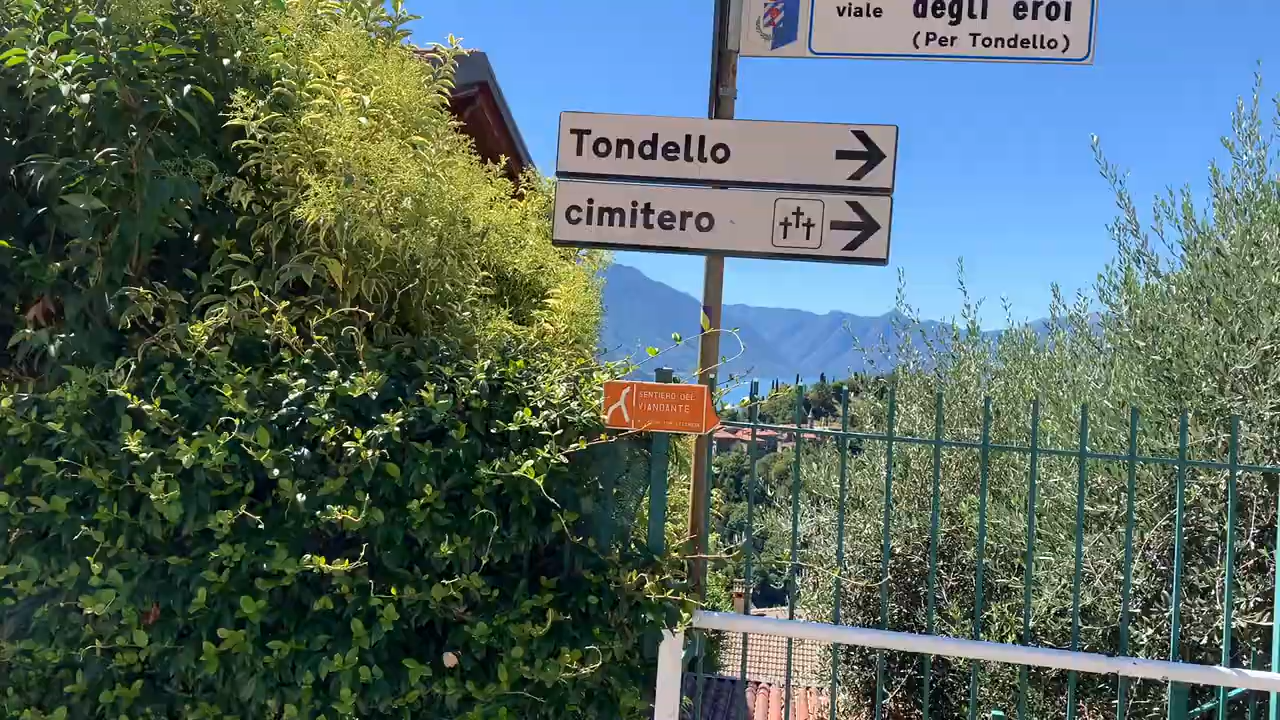 viale degli eroi
(Per Tondello)
Tondello
cimitero
SENTIERO DEL
VIANDANTE